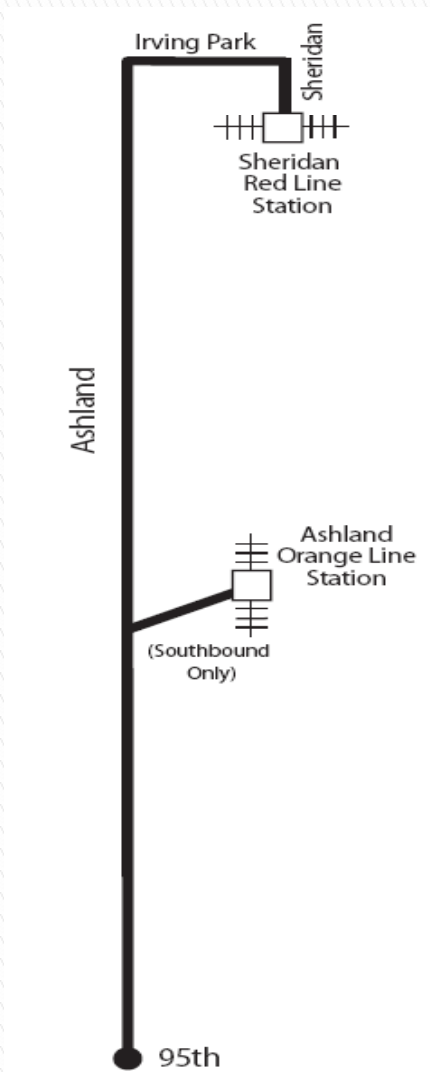 Irving Park
Sheridan
Sheridan
Red Line
Station
Ashland
Ashland
Orange Line
Station
(Southbound
Only)
95th